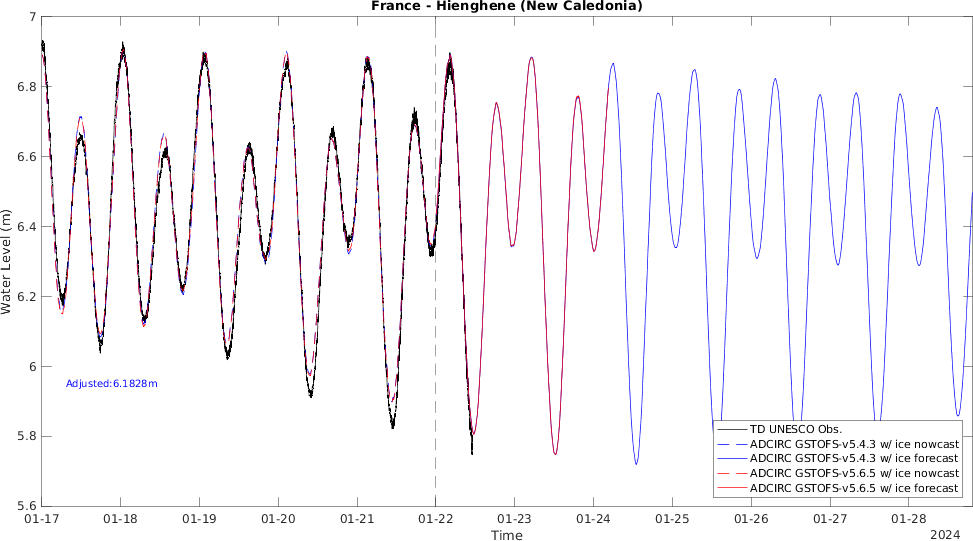 France - Hienghene (New Caledonia)
7
6.8
6.6
6.4
6.2
6
5.8
5.6
Water Level (m)
Adjusted:6.1828m
TD UNESCO Obs.
ADCIRC GSTOFS-v5.4.3 w/ ice nowcast
ADCIRC GSTOFS-v5.4.3 w/ ice forecast
ADCIRC GSTOFS-v5.6.5 w/ ice nowcast
ADCIRC GSTOFS-v5.6.5 w/ ice forecast
01-17 01-18 01-19 01-20 01-21 01-22 01-23 01-24 01-25 01-26 01-27 01-28
Time
2024